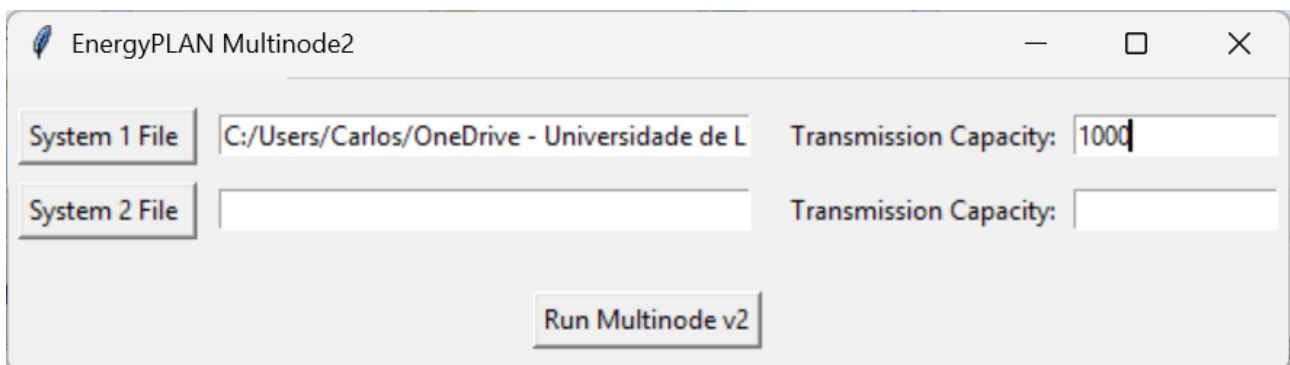 EnergyPLAN Multinode2
System 1 File C:/Users/Carlos/OneDrive - Universidade de Li Transmission Capacity: 1000
System 2 File Transmission Capacity:
Run Multinode v2